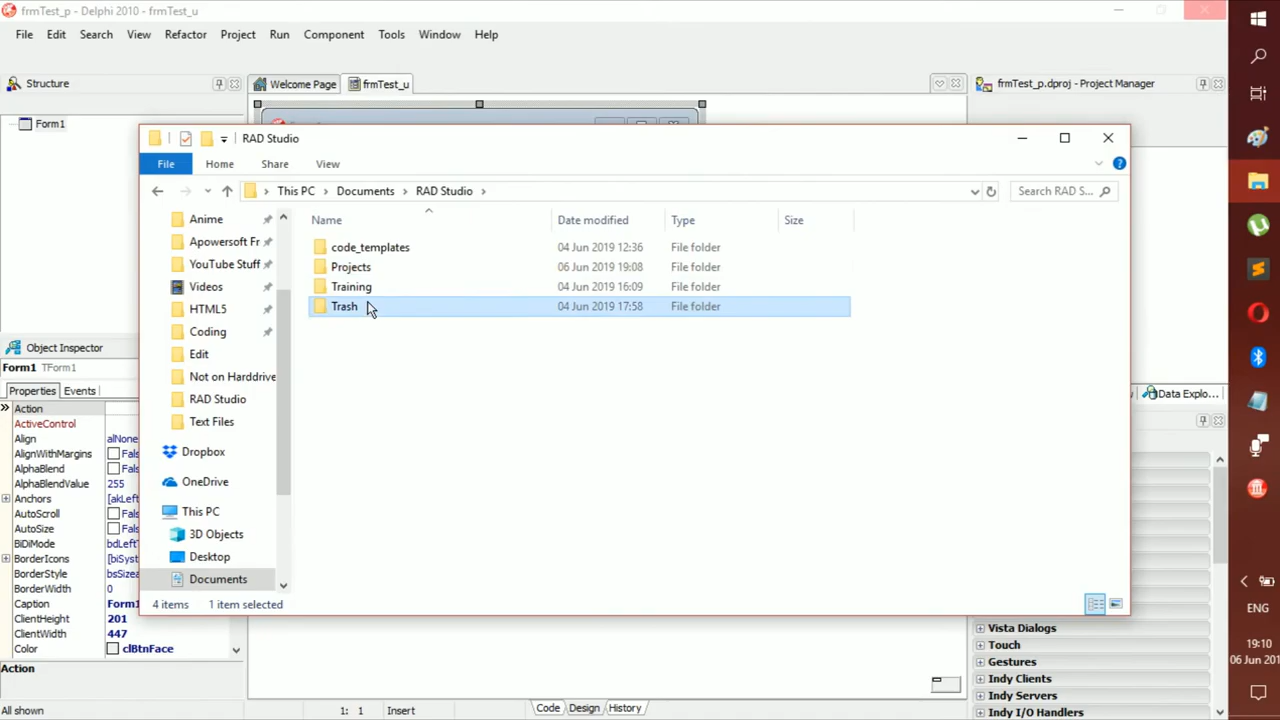 frmTest_p - Delphi 2010 - frmTest_u
File Edit Search View Refactor Project Run Component Tools Window Help
Structure
Welcome Page
frmTest_u
frmTest_p.dproj - Project Manager
Form1
RAD Studio
File Home Share View
This PC Documents RAD Studio
Search RAD S...
Name Date modified Type Size
code_templates 04 Jun 2019 12:36 File folder
Projects 06 Jun 2019 19:08 File folder
Training 04 Jun 2019 16:09 File folder
Trash 04 Jun 2019 17:58 File folder
Anime
Apowersoft Fr
YouTube Stuff
Videos
HTML5
Coding
Edit
Not on Harddrive
RAD Studio
Text Files
Dropbox
OneDrive
This PC
3D Objects
Desktop
Documents
4 items 1 item selected
Object Inspector
Form1 TForm1
Properties Events
Action
ActiveControl
Align alNone
AlignWithMargins Fals
AlphaBlend Fals
AlphaBlendValue 255
Anchors [akLeft
AutoScroll Fals
AutoSize Fals
BiDiMode bdLeftT
BorderIcons [biSyst
BorderStyle bsSizea
BorderWidth 0
Caption Form1
ClientHeight 201
ClientWidth 447
Color clBtnFace
Action
All shown
1: 1 Insert
Code Design History
Data Explo...
Vista Dialogs
Touch
Gestures
Indy Clients
Indy Servers
Indy I/O Handlers
ENG
19:10
06 Jun 201